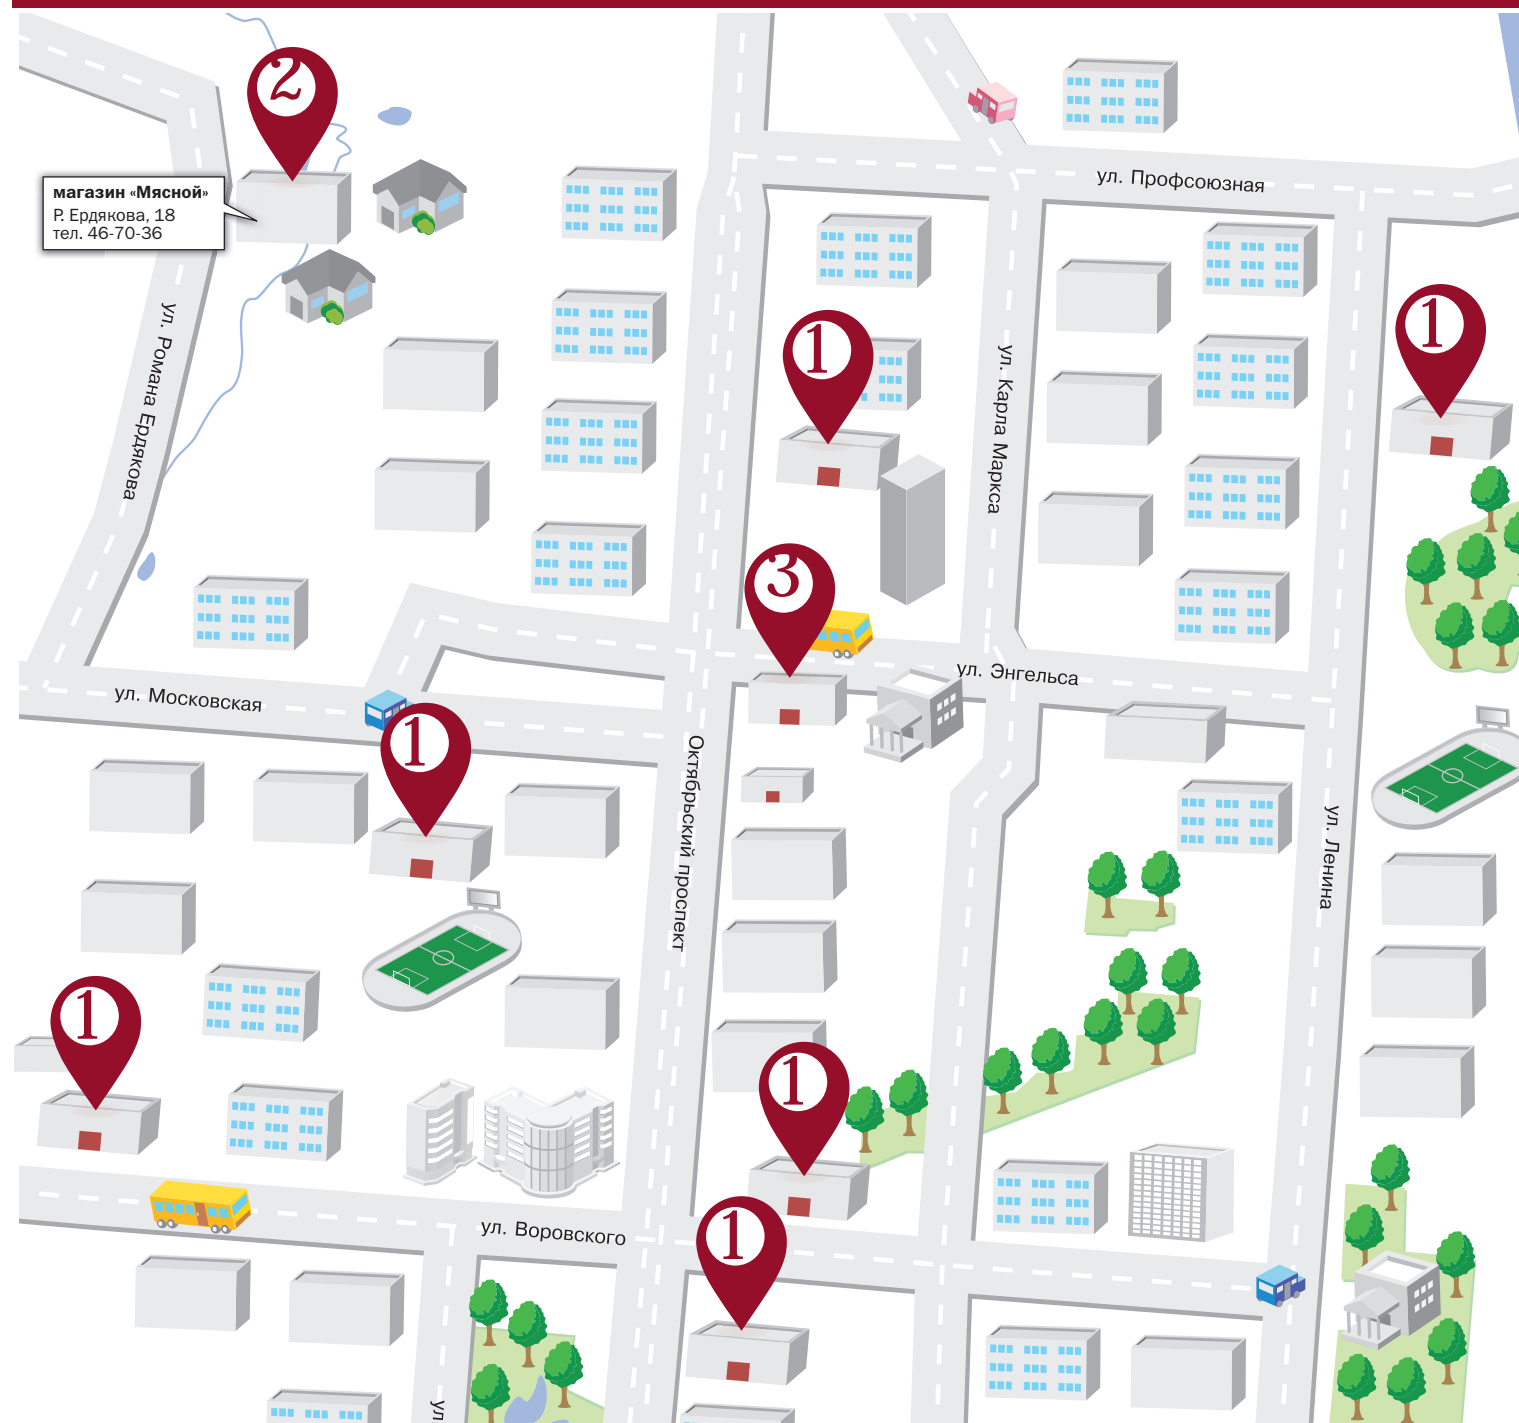 2
магазин «Мясной»
Р. Ердякова, 18
тел. 46-70-36
ул. Профсоюзная
ул. Романа Ердякова
1
1
ул. Карла Маркса
3
ул. Энгельса
ул. Московская
1
Октябрьский проспект
ул. Ленина
1
1
ул. Воровского
1
ул